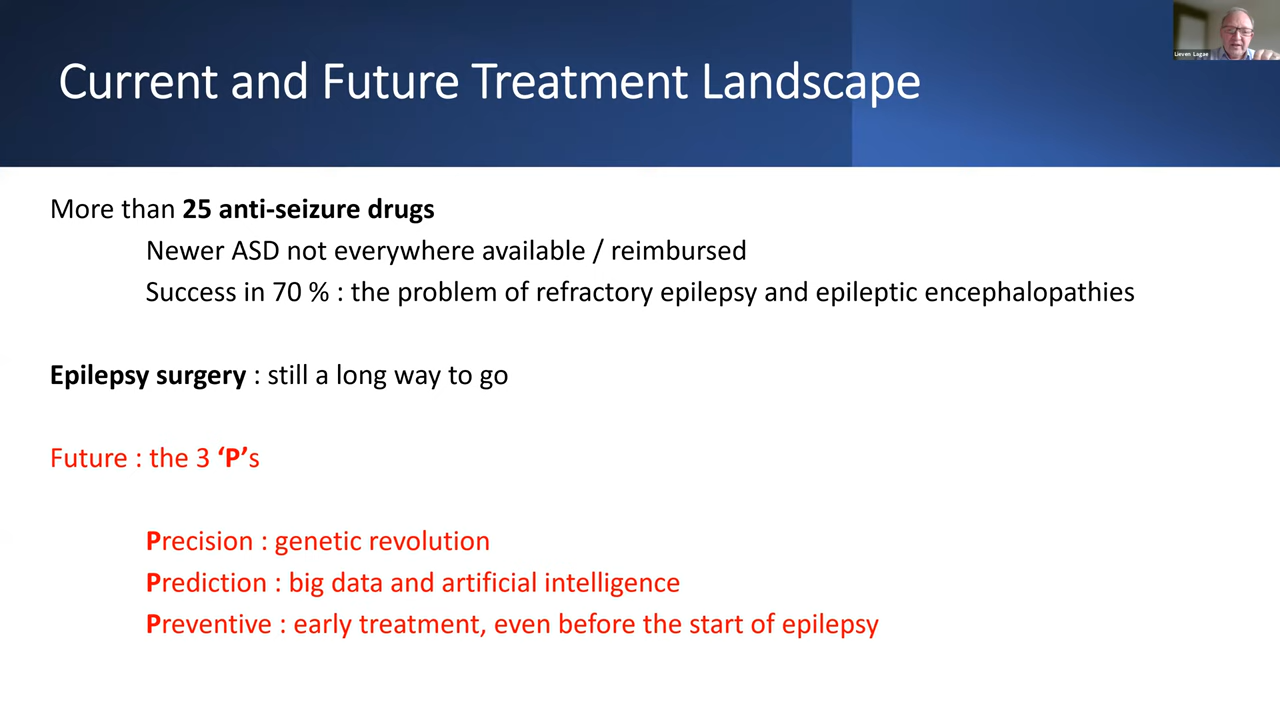 Lieven Lagae
Current and Future Treatment Landscape
More than 25 anti-seizure drugs
Newer ASD not everywhere available / reimbursed
Success in 70 % : the problem of refractory epilepsy and epileptic encephalopathies
Epilepsy surgery : still a long way to go
Future : the 3 ‘P’s
Precision : genetic revolution
Prediction : big data and artificial intelligence
Preventive : early treatment, even before the start of epilepsy